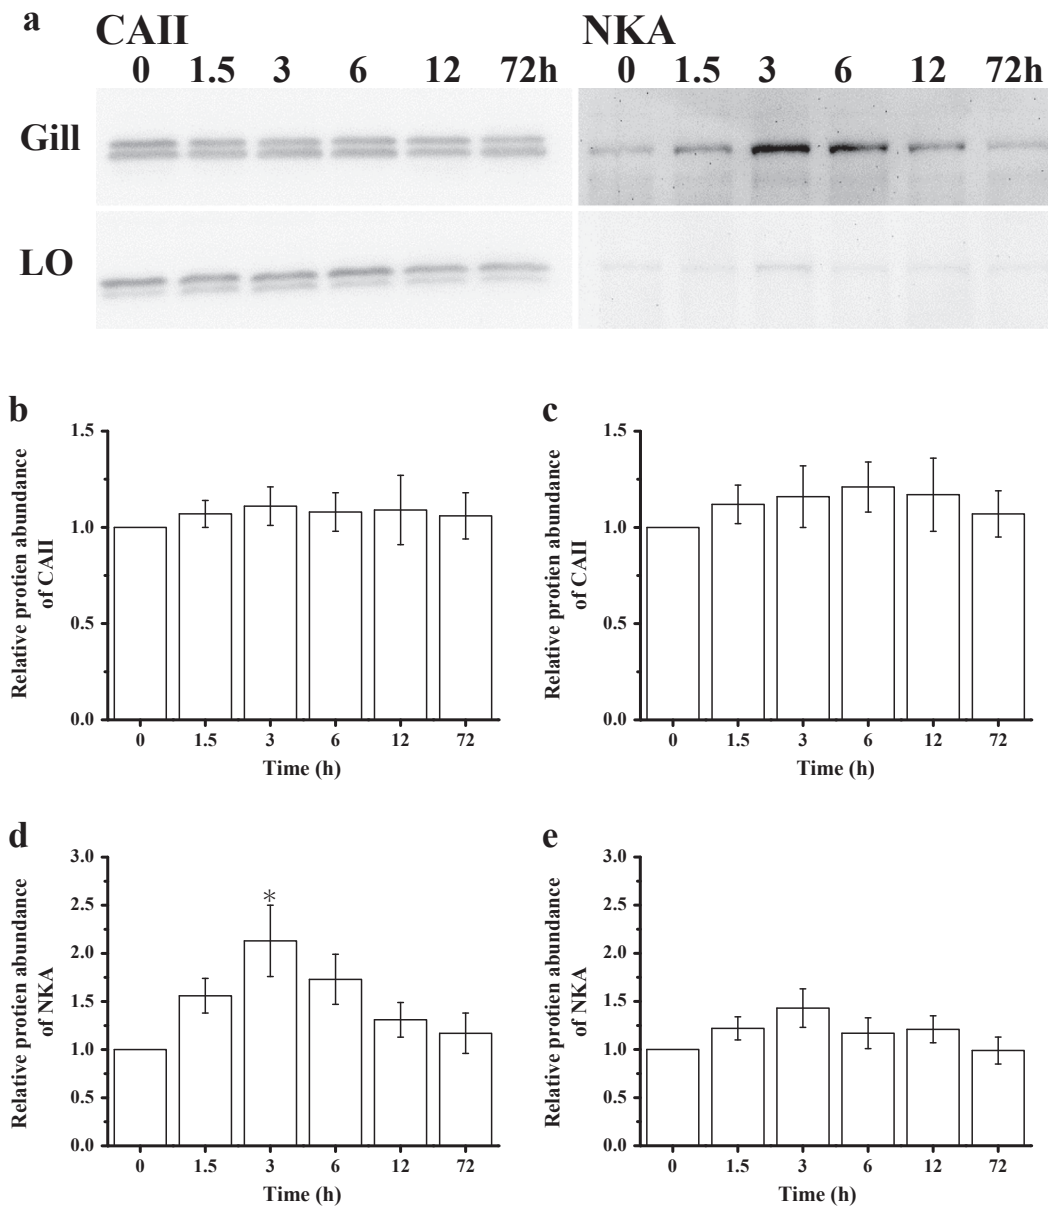 a
CAII NKA
0 1.5 3 6 12 72h 0 1.5 3 6 12 72h
Gill
LO
b
Relative protien abundance
of CAII
1.5
1.0
0.5
0.0
0 1.5 3 6 12 72
Time (h)
c
Relative protien abundance
of CAII
1.5
1.0
0.5
0.0
0 1.5 3 6 12 72
Time (h)
d
Relative protien abundance
of NKA
3.0
2.5
2.0
1.5
1.0
0.5
0.0
*
0 1.5 3 6 12 72
Time (h)
e
Relative protien abundance
of NKA
3.0
2.5
2.0
1.5
1.0
0.5
0.0
0 1.5 3 6 12 72
Time (h)